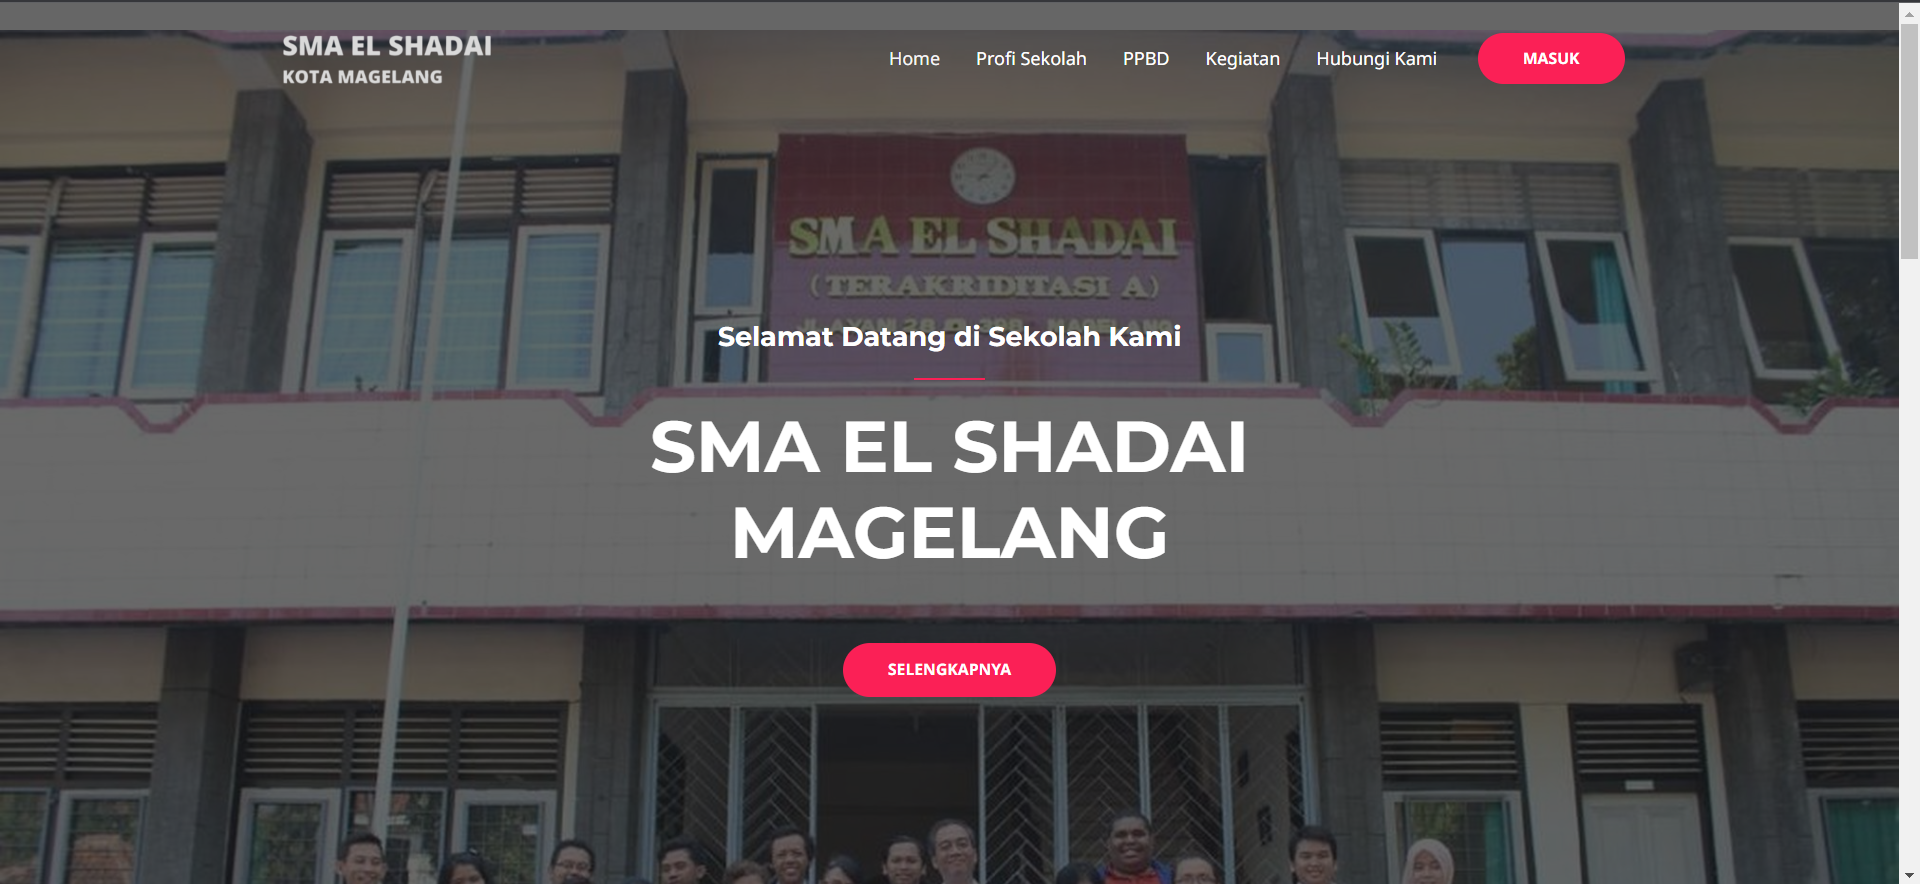 SMA EL SHADAI
KOTA MAGELANG
Home
Profi Sekolah
PPBD
Kegiatan
Hubungi Kami
MASUK
SMA EL SHADAI
(TERAKRIDITASI A)
Selamat Datang di Sekolah Kami
SMA EL SHADAI
MAGELANG
SELENGKAPNYA